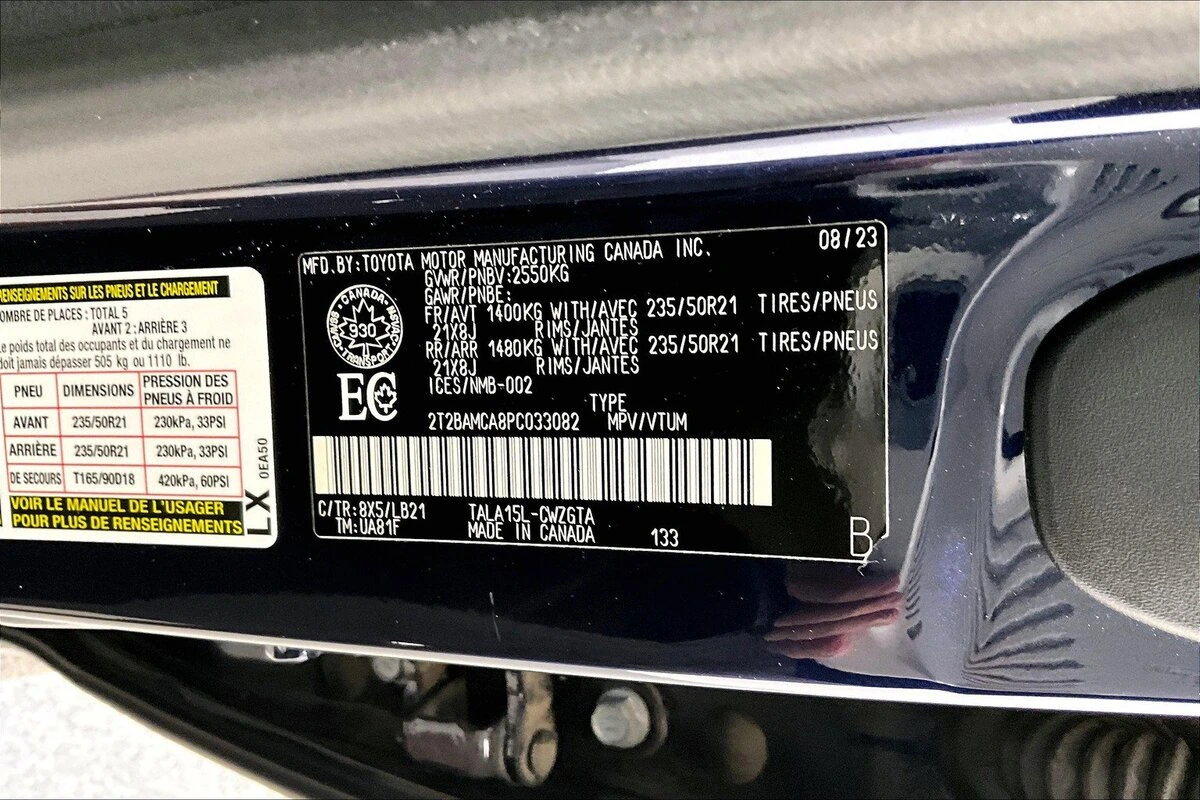 RENSEIGNEMENTS SUR LES PNEUS ET LE CHARGEMENT
NOMBRE DE PLACES : TOTAL 5
AVANT 2 : ARRIÈRE 3
Le poids total des occupants et du chargement ne
doit jamais dépasser 505 kg ou 1110 lb.
PNEU DIMENSIONS PRESSION DES PNEUS À FROID
AVANT 235/50R21 230kPa, 33PSI
ARRIÈRE 235/50R21 230kPa, 33PSI
DE SECOURS T165/90D18 420kPa, 60PSI
VOIR LE MANUEL DE L'USAGER
POUR PLUS DE RENSEIGNEMENTS
LX 0EA50
MFD.BY:TOYOTA MOTOR MANUFACTURING CANADA INC. 08/23
GVWR/PNBV:2550KG
GAWR/PNBE:
FR/AVT 1400KG WITH/AVEC 235/50R21 TIRES/PNEUS
21X8J RIMS/JANTES
RR/ARR 1480KG WITH/AVEC 235/50R21 TIRES/PNEUS
21X8J RIMS/JANTES
ICES/NMB-002
CANADA
930
TRANSPORT
EC
TYPE
2T2BAMCA8PC033082 MPV/VTUM
C/TR:8X5/LB21 TALA15L-CWZGTA
TM:UA81F MADE IN CANADA 133
B